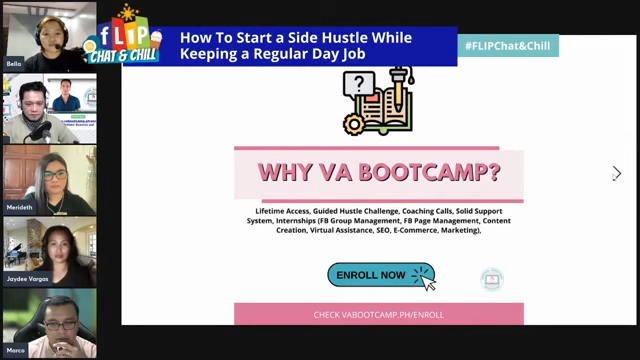 Bella
FLIP
CHAT & CHILL
How To Start a Side Hustle While
Keeping a Regular Day Job
#FLIPChat&Chill
?
WHY VA BOOTCAMP?
Lifetime Access, Guided Hustle Challenge, Coaching Calls, Solid Support
System, Internships (FB Group Management, FB Page Management, Content
Creation, Virtual Assistance, SEO, E-Commerce, Marketing),
ENROLL NOW
CHECK VABOOTCAMP.PH/ENROLL
Merideth
Jaydee Vargas
Marco